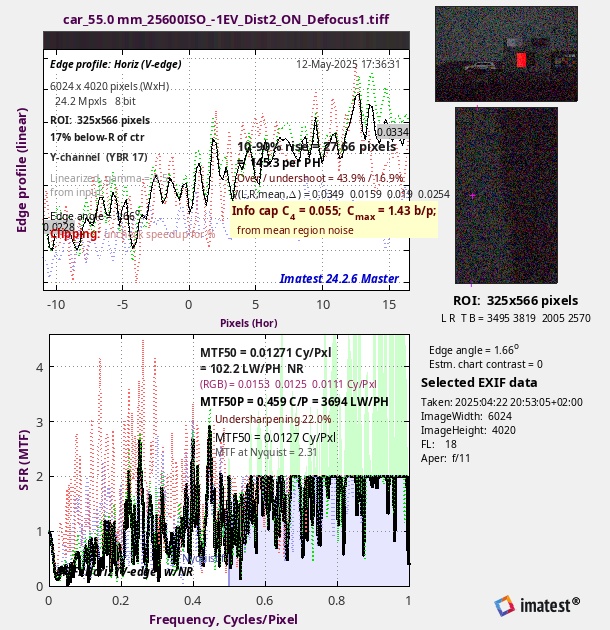 car_55.0 mm_25600ISO_-1EV_Dist2_ON_Defocus1.tiff
Edge profile: Horiz (V-edge)
12-May-2025 17:36:31
6024 x 4020 pixels (WxH)
24.2 Mpxls  8 bit
ROI:  325x566 pixels
17% below-R of ctr
Y-channel  (YBR 17)
Linearized, gamma =
from input
Edge angle = 1.66°
Clipping:
10-90% rise = 27.66 pixels
= 145.3 per PH
Over / undershoot = 43.9% / 16.9%
V(L,R,mean,Δ) = 0.0349  0.0159  0.019  0.0254
Info cap C4 = 0.055;  Cmax = 1.43 b/p;
from mean region noise
0.0334
0.0228
Imatest 24.2.6 Master
Edge profile (linear)
-10 -5 0 5 10 15
Pixels (Hor)
MTF50 = 0.01271 Cy/Pxl
= 102.2 LW/PH  NR
(RGB) = 0.0153  0.0125  0.0111 Cy/Pxl
MTF50P = 0.459 C/P = 3694 LW/PH
Undersharpening 22.0%
MTF50 = 0.0127 Cy/Pxl
MTF at Nyquist = 2.31
Nyquist
V-edge  w/NR
SFR (MTF)
4
3
2
1
0
0 0.2 0.4 0.6 0.8 1
Frequency, Cycles/Pixel
ROI:  325x566 pixels
L R  T B = 3495 3819  2005 2570
Edge angle = 1.66°
Estm. chart contrast = 0
Selected EXIF data
Taken: 2025:04:22 20:53:05+02:00
ImageWidth:  6024
ImageHeight:  4020
FL:   18
Aper:  f/11
imatest®